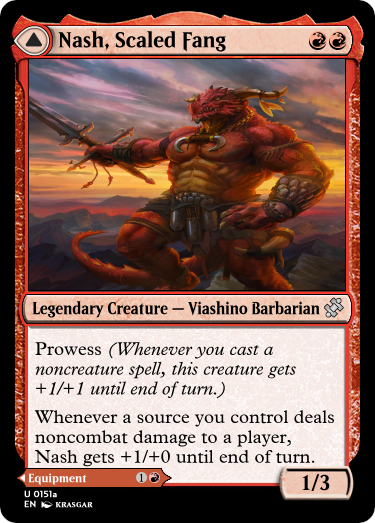 Nash, Scaled Fang
Legendary Creature — Viashino Barbarian
Prowess (Whenever you cast a
noncreature spell, this creature gets
+1/+1 until end of turn.)
Whenever a source you control deals
noncombat damage to a player,
Nash gets +1/+0 until end of turn.
Equipment 1
1/3
U 0151a
EN KRASGAR